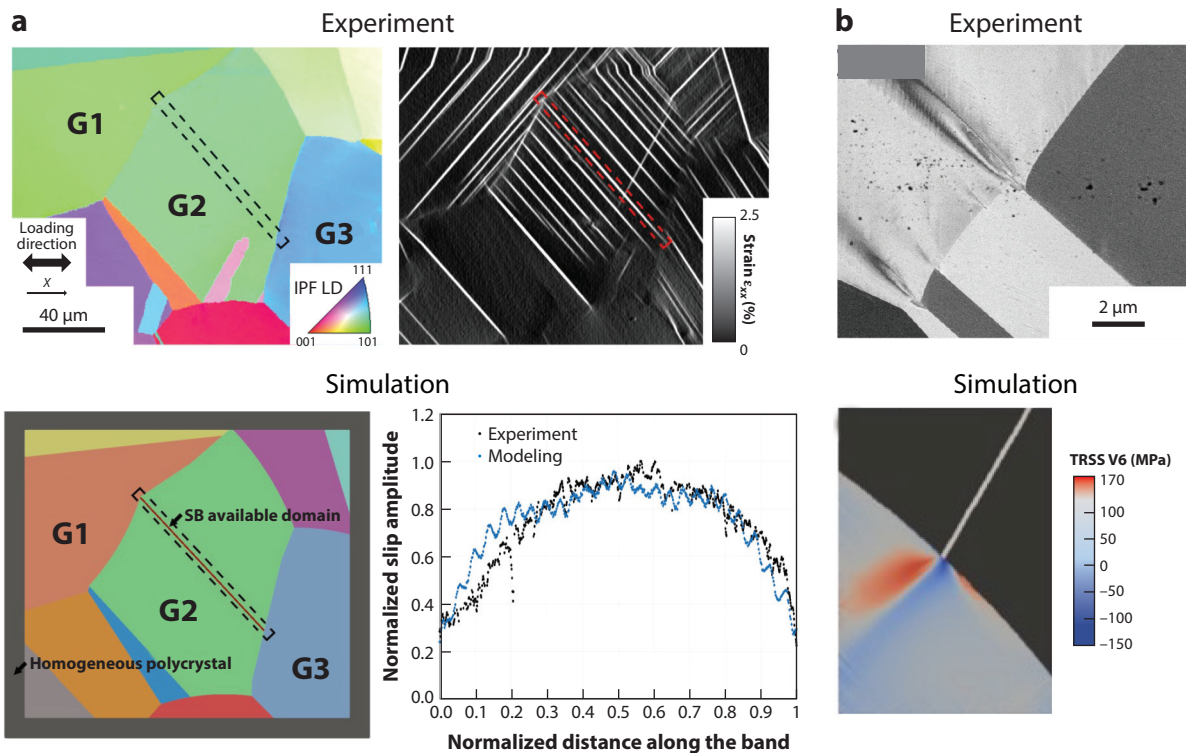 a
Experiment
G1
G2
G3
Loading
direction
x
40 μm
IPF LD
111
001
101
2.5
Strain εxx (%)
0
b
Experiment
2 μm
Simulation
G1
SB available domain
G2
Homogeneous polycrystal
G3
Normalized slip amplitude
1.2
1.0
0.8
0.6
0.4
0.2
0.0
Experiment
Modeling
0.0 0.1 0.2 0.3 0.4 0.5 0.6 0.7 0.8 0.9 1
Normalized distance along the band
Simulation
TRSS V6 (MPa)
170
150
100
50
0
−50
−100
−150